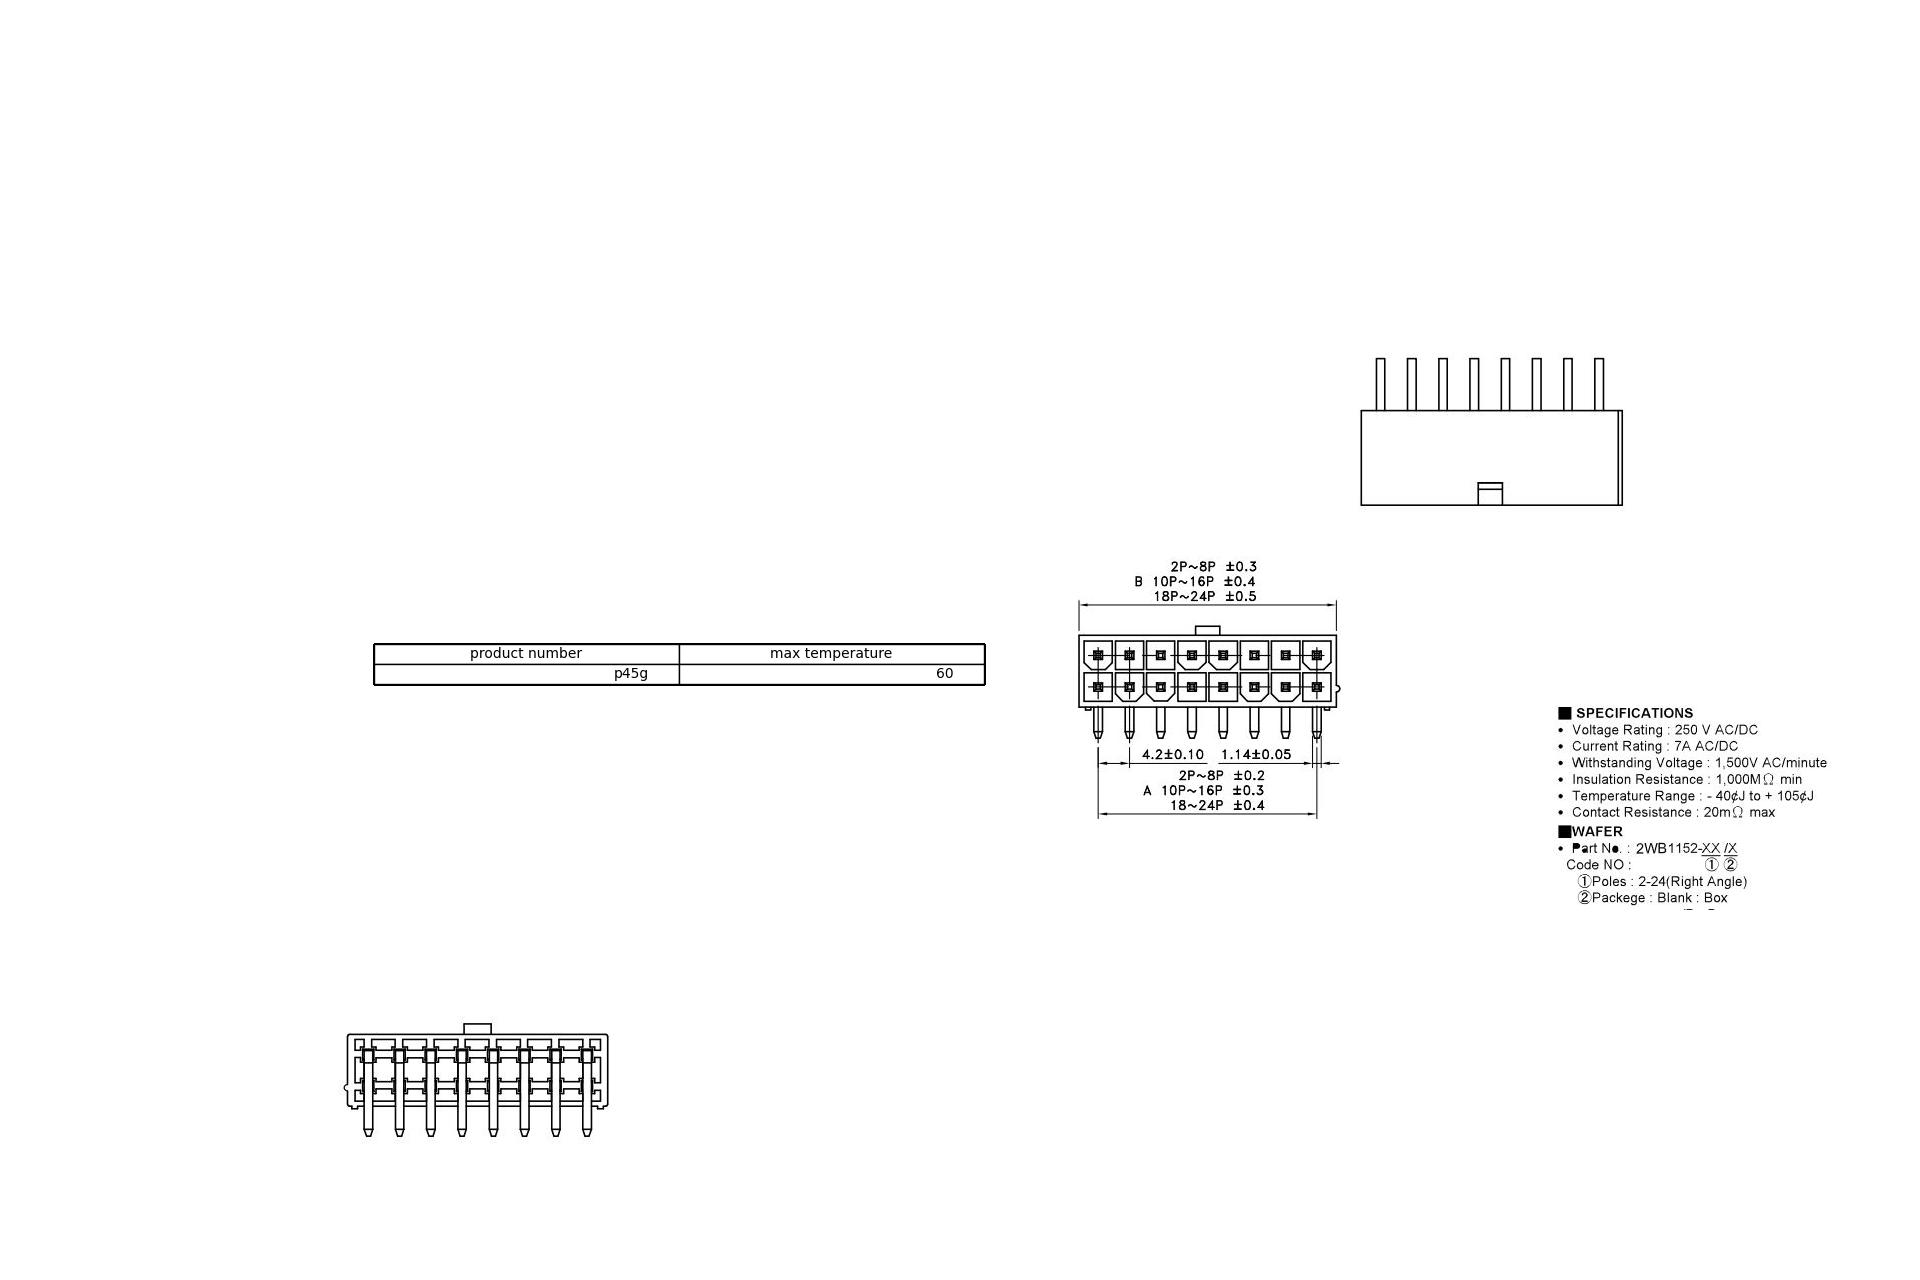 2P~8P ±0.3
B 10P~16P ±0.4
18P~24P ±0.5
product number max temperature
p45g 60
4.2±0.10 1.14±0.05
2P~8P ±0.2
A 10P~16P ±0.3
18~24P ±0.4
■ SPECIFICATIONS
• Voltage Rating : 250 V AC/DC
• Current Rating : 7A AC/DC
• Withstanding Voltage : 1,500V AC/minute
• Insulation Resistance : 1,000MΩ min
• Temperature Range : - 40¢J to + 105¢J
• Contact Resistance : 20mΩ max
■WAFER
• Part No. : 2WB1152-XX /X
Code NO : ① ②
①Poles : 2-24(Right Angle)
②Packege : Blank : Box